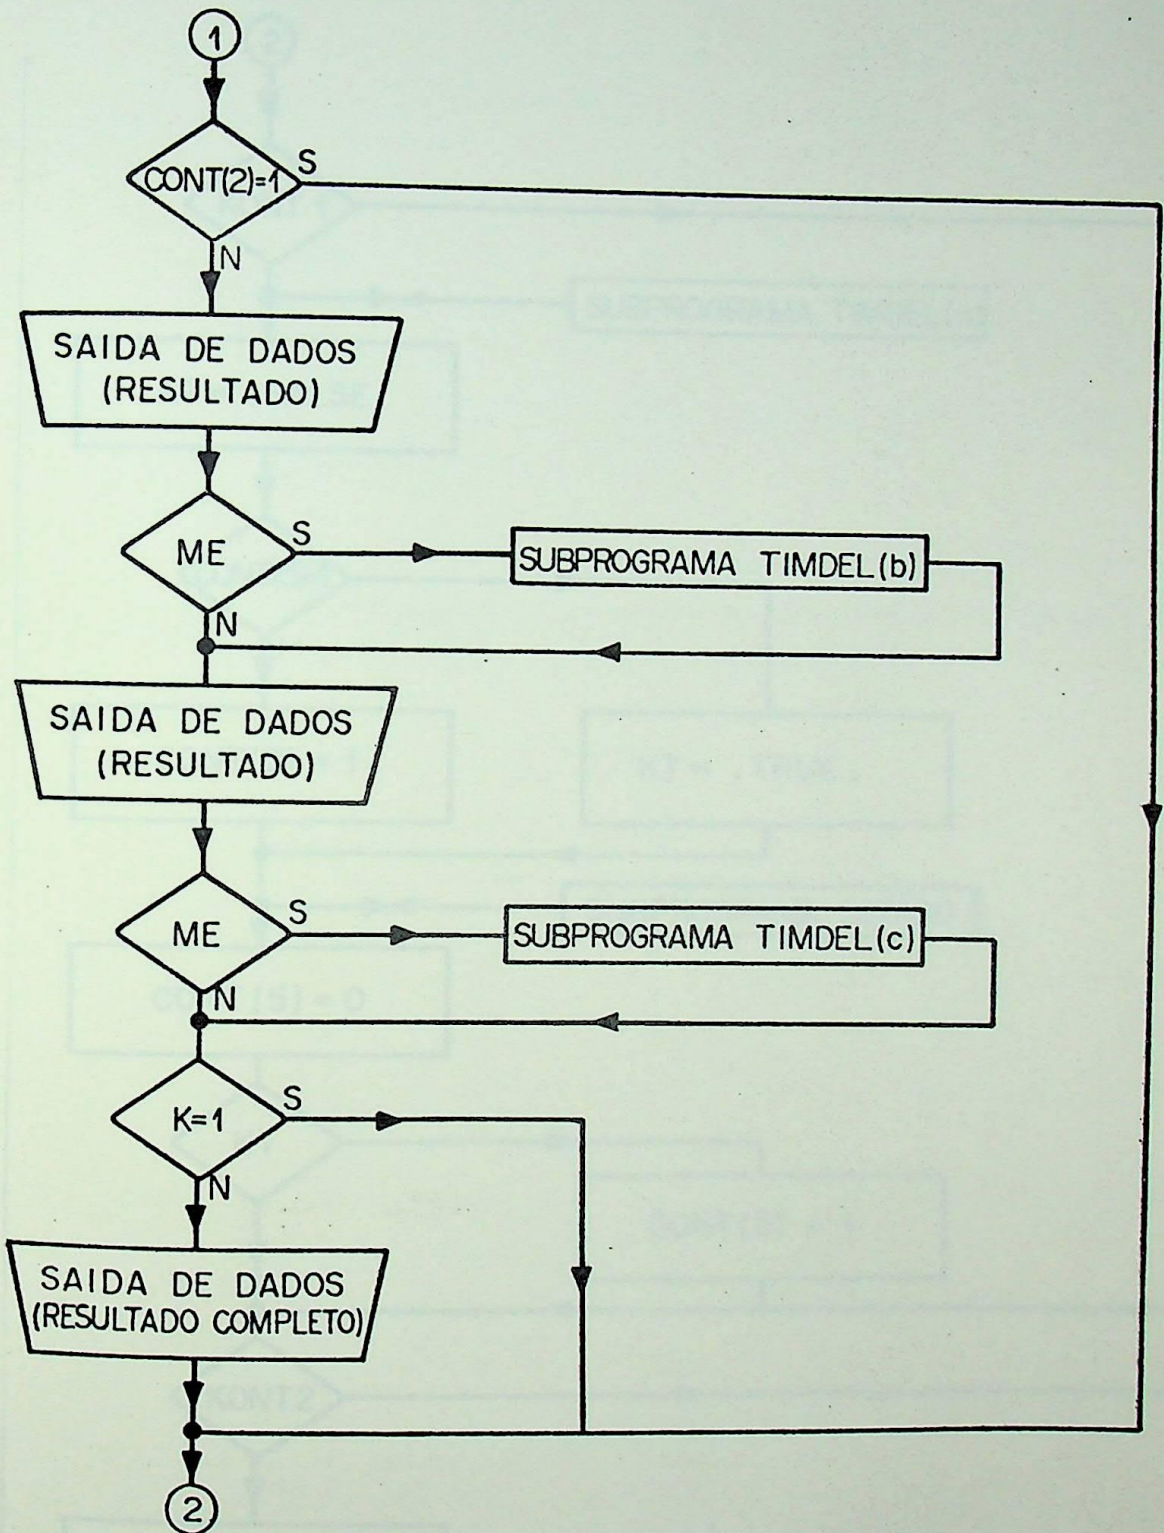 1
CONT(2)=1
S
N
SAIDA DE DADOS
(RESULTADO)
ME
S
SUBPROGRAMA TIMDEL(b)
N
SAIDA DE DADOS
(RESULTADO)
ME
S
SUBPROGRAMA TIMDEL(c)
N
K=1
S
N
SAIDA DE DADOS
(RESULTADO COMPLETO)
2